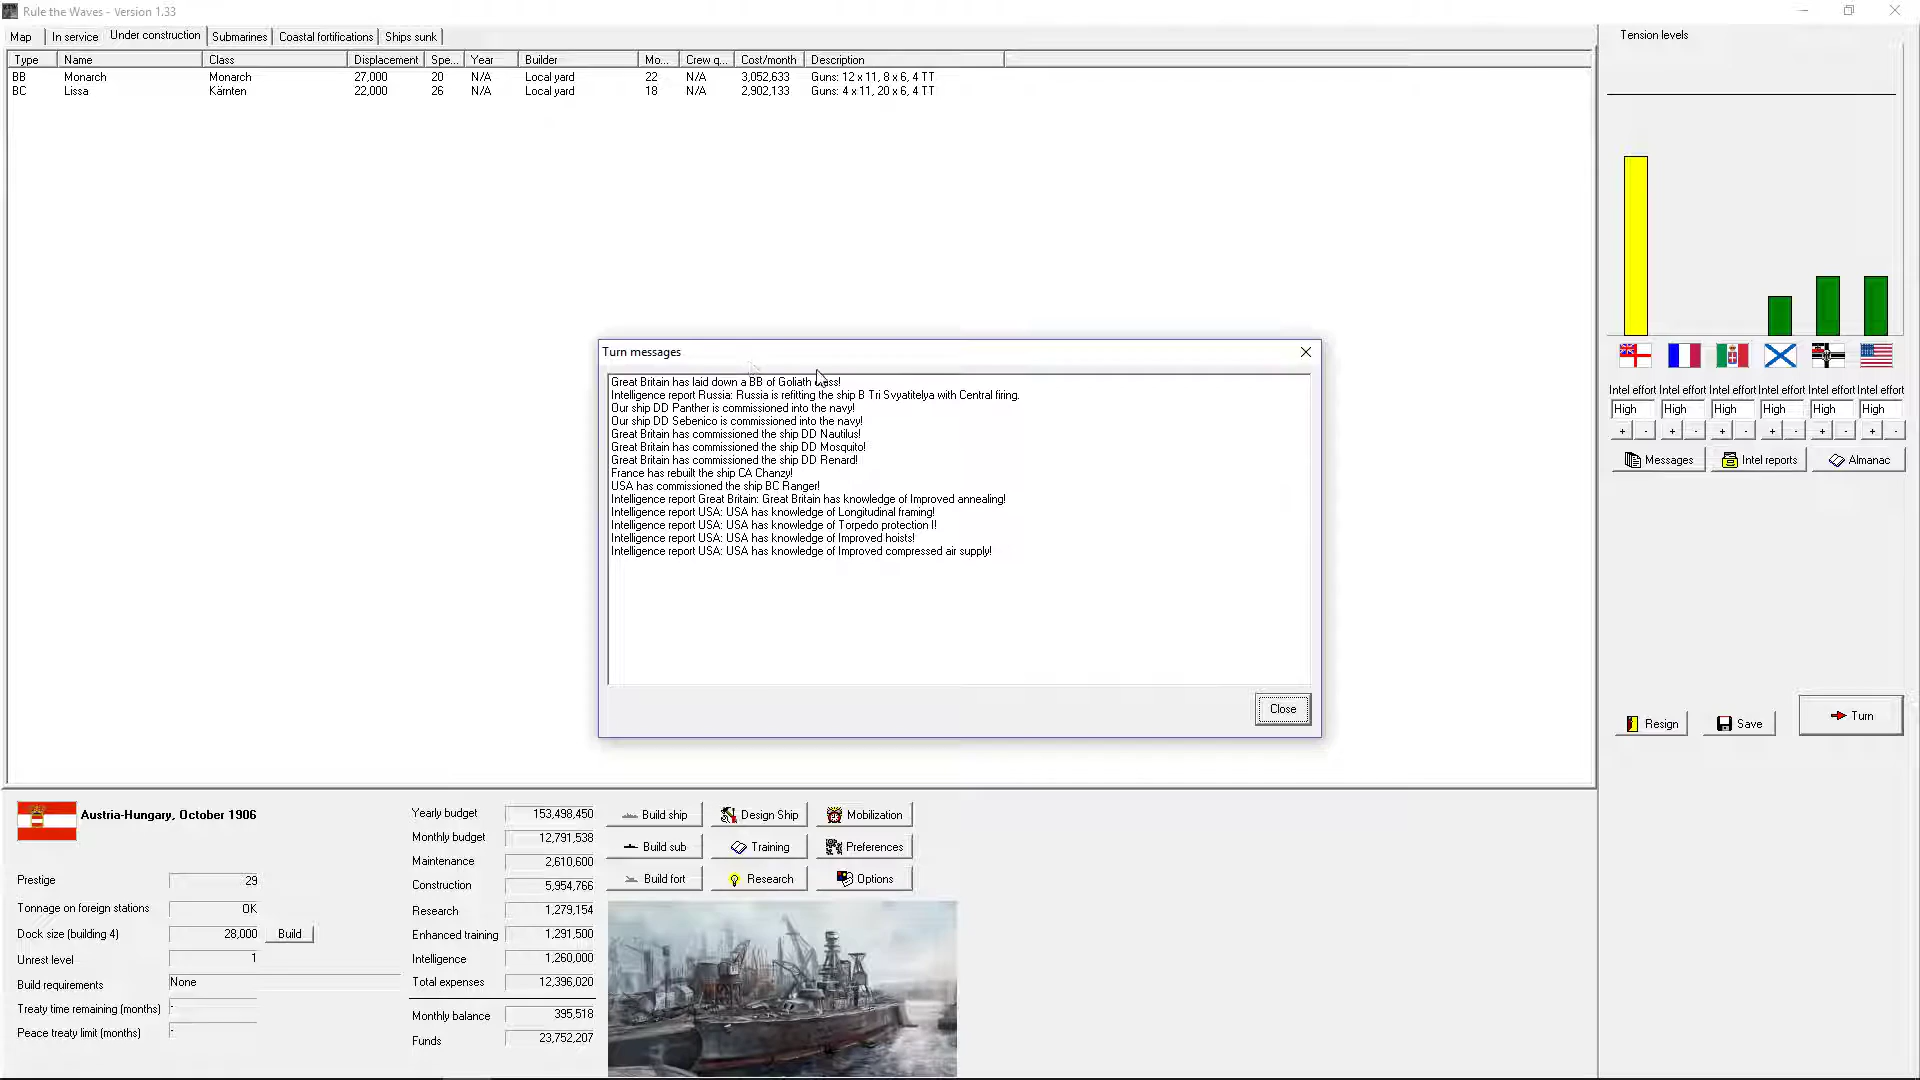 Rule the Waves - Version 1.33
Map
In service
Under construction
Submarines
Coastal fortifications
Ships sunk
Type Name Class Displacement Spe... Year Builder Mo... Crew q... Cost/month Description
BB Monarch Monarch 27,000 20 N/A Local yard 22 N/A 3,052,633 Guns: 12 x 11, 8 x 6, 4 TT
BC Lissa Kärnten 22,000 26 N/A Local yard 18 N/A 2,902,133 Guns: 4 x 11, 20 x 6, 4 TT
Tension levels
Intel effort Intel effort Intel effort Intel effort Intel effort Intel effort
High High High High High High
+ - + - + - + - + - + -
Messages
Intel reports
Almanac
Resign
Save
Turn
Turn messages
Great Britain has laid down a BB of Goliath
Intelligence report Russia: Russia is refitting the ship B Tri Svyatitelya with Central firing.
Our ship DD Panther is commissioned into the navy!
Our ship DD Sebenico is commissioned into the navy!
Great Britain has commissioned the ship DD Nautilus!
Great Britain has commissioned the ship DD Mosquito!
Great Britain has commissioned the ship DD Renard!
France has rebuilt the ship CA Chanzy!
USA has commissioned the ship BC Ranger!
Intelligence report Great Britain: Great Britain has knowledge of Improved annealing!
Intelligence report USA: USA has knowledge of Longitudinal framing!
Intelligence report USA: USA has knowledge of Torpedo protection I!
Intelligence report USA: USA has knowledge of Improved hoists!
Intelligence report USA: USA has knowledge of Improved compressed air supply!
Close
Austria-Hungary, October 1906
Prestige 29
Tonnage on foreign stations OK
Dock size (building 4) 28,000 Build
Unrest level 1
Build requirements None
Treaty time remaining (months) -
Peace treaty limit (months) -
Yearly budget 153,498,450
Monthly budget 12,791,538
Maintenance 2,610,600
Construction 5,954,766
Research 1,279,154
Enhanced training 1,291,500
Intelligence 1,260,000
Total expenses 12,396,020
Monthly balance 395,518
Funds 23,752,207
Build ship
Design Ship
Mobilization
Build sub
Training
Preferences
Build fort
Research
Options